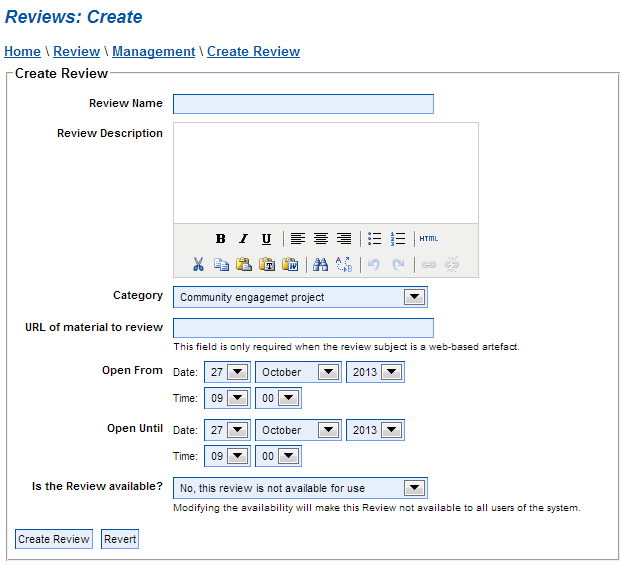 Reviews: Create
Home \ Review \ Management \ Create Review
Create Review
Review Name
Review Description
B I U HTML
Category Community engagemet project
URL of material to review
This field is only required when the review subject is a web-based artefact.
Open From Date: 27 October 2013
Time: 09 00
Open Until Date: 27 October 2013
Time: 09 00
Is the Review available? No, this review is not available for use
Modifying the availability will make this Review not available to all users of the system.
Create Review Revert